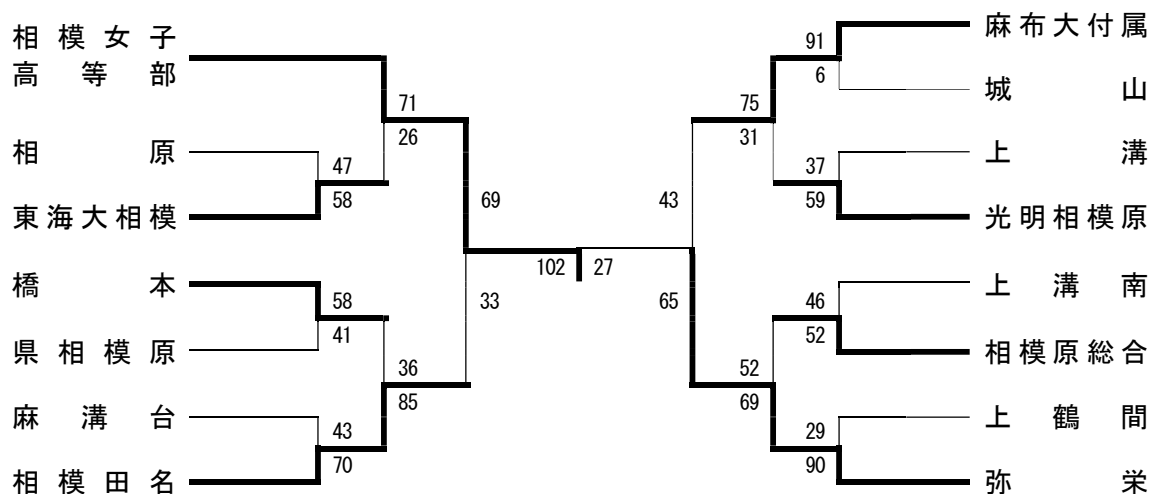 相模女子
高等部
71
26
相原
47
58
東海大相模
69
102
橋本
58
41
県相模原
33
36
85
麻溝台
43
70
相模田名
麻布大付属
91
6
城山
75
31
上溝
37
59
光明相模原
43
27
上溝南
46
52
相模原総合
65
52
69
上鶴間
29
90
弥栄